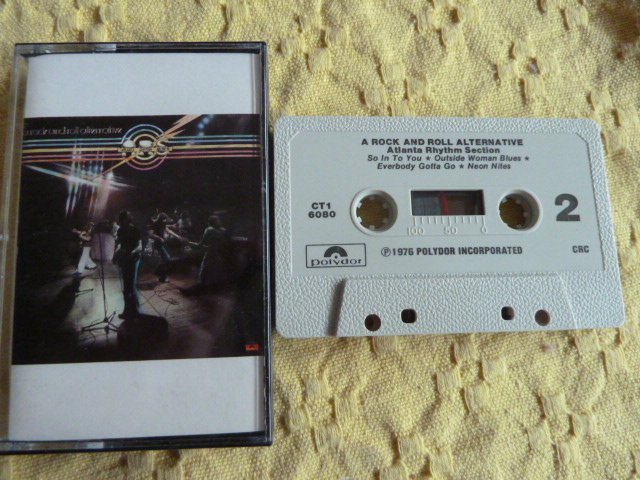 a rock and roll alternative
A ROCK AND ROLL ALTERNATIVE
Atlanta Rhythm Section
So In To You ★ Outside Woman Blues ★
Everbody Gotta Go ★ Neon Nites
CT1
6080
100 50 0
2
polydor
Ⓟ1976 POLYDOR INCORPORATED
CRC